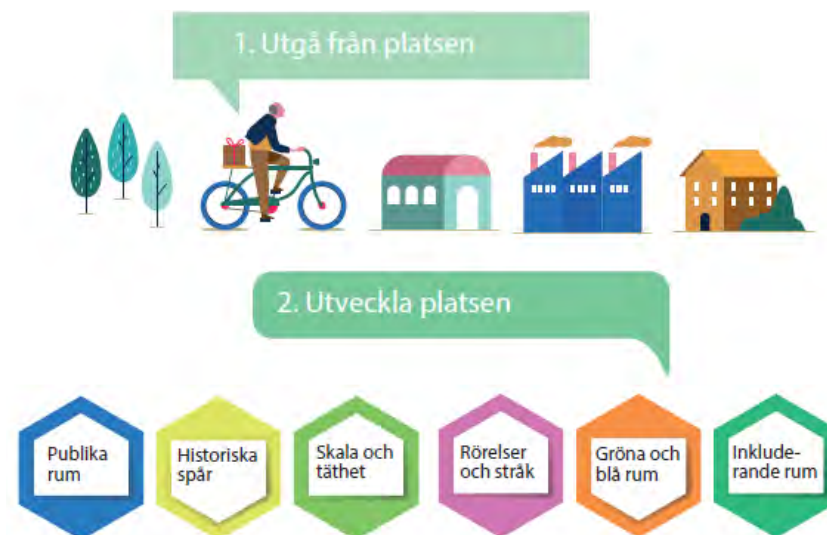 1. Utgå från platsen
2. Utveckla platsen
Publika
rum
Historiska
spår
Skala och
täthet
Rörelser
och stråk
Gröna och
blå rum
Inklude-
rande rum